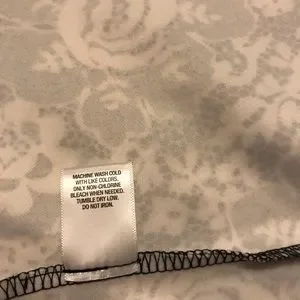 MACHINE WASH COLD
WITH LIKE COLORS.
ONLY NON-CHLORINE
BLEACH WHEN NEEDED.
TUMBLE DRY LOW.
DO NOT IRON.